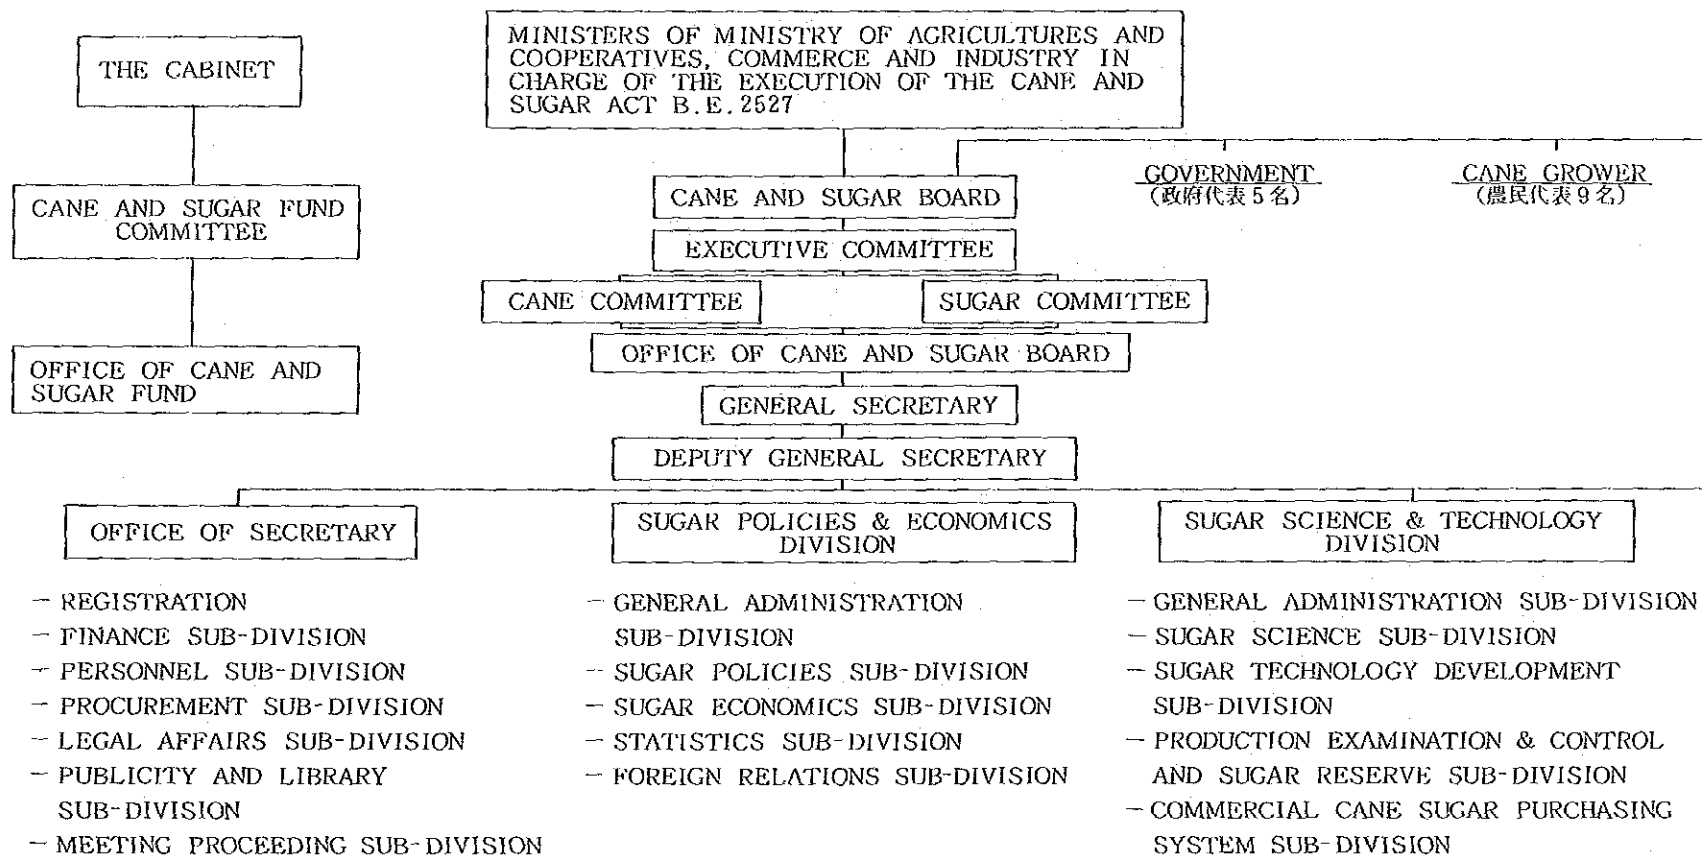 THE CABINET
MINISTERS OF MINISTRY OF AGRICULTURES AND
COOPERATIVES, COMMERCE AND INDUSTRY IN
CHARGE OF THE EXECUTION OF THE CANE AND
SUGAR ACT B.E.2527
CANE AND SUGAR FUND
COMMITTEE
CANE AND SUGAR BOARD
GOVERNMENT
(政府代表5名)
CANE GROWER
(農民代表9名)
EXECUTIVE COMMITTEE
CANE COMMITTEE
SUGAR COMMITTEE
OFFICE OF CANE AND
SUGAR FUND
OFFICE OF CANE AND SUGAR BOARD
GENERAL SECRETARY
DEPUTY GENERAL SECRETARY
OFFICE OF SECRETARY
- REGISTRATION
- FINANCE SUB-DIVISION
- PERSONNEL SUB-DIVISION
- PROCUREMENT SUB-DIVISION
- LEGAL AFFAIRS SUB-DIVISION
- PUBLICITY AND LIBRARY
SUB-DIVISION
- MEETING PROCEEDING SUB-DIVISION
SUGAR POLICIES & ECONOMICS
DIVISION
- GENERAL ADMINISTRATION
SUB-DIVISION
- SUGAR POLICIES SUB-DIVISION
- SUGAR ECONOMICS SUB-DIVISION
- STATISTICS SUB-DIVISION
- FOREIGN RELATIONS SUB-DIVISION
SUGAR SCIENCE & TECHNOLOGY
DIVISION
- GENERAL ADMINISTRATION SUB-DIVISION
- SUGAR SCIENCE SUB-DIVISION
- SUGAR TECHNOLOGY DEVELOPMENT
SUB-DIVISION
- PRODUCTION EXAMINATION & CONTROL
AND SUGAR RESERVE SUB-DIVISION
- COMMERCIAL CANE SUGAR PURCHASING
SYSTEM SUB-DIVISION